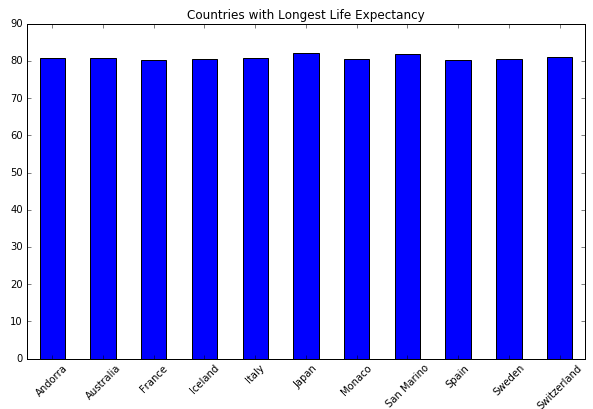 Countries with Longest Life Expectancy
90
80
70
60
50
40
30
20
10
0
Andorra
Australia
France
Iceland
Italy
Japan
Monaco
San Marino
Spain
Sweden
Switzerland